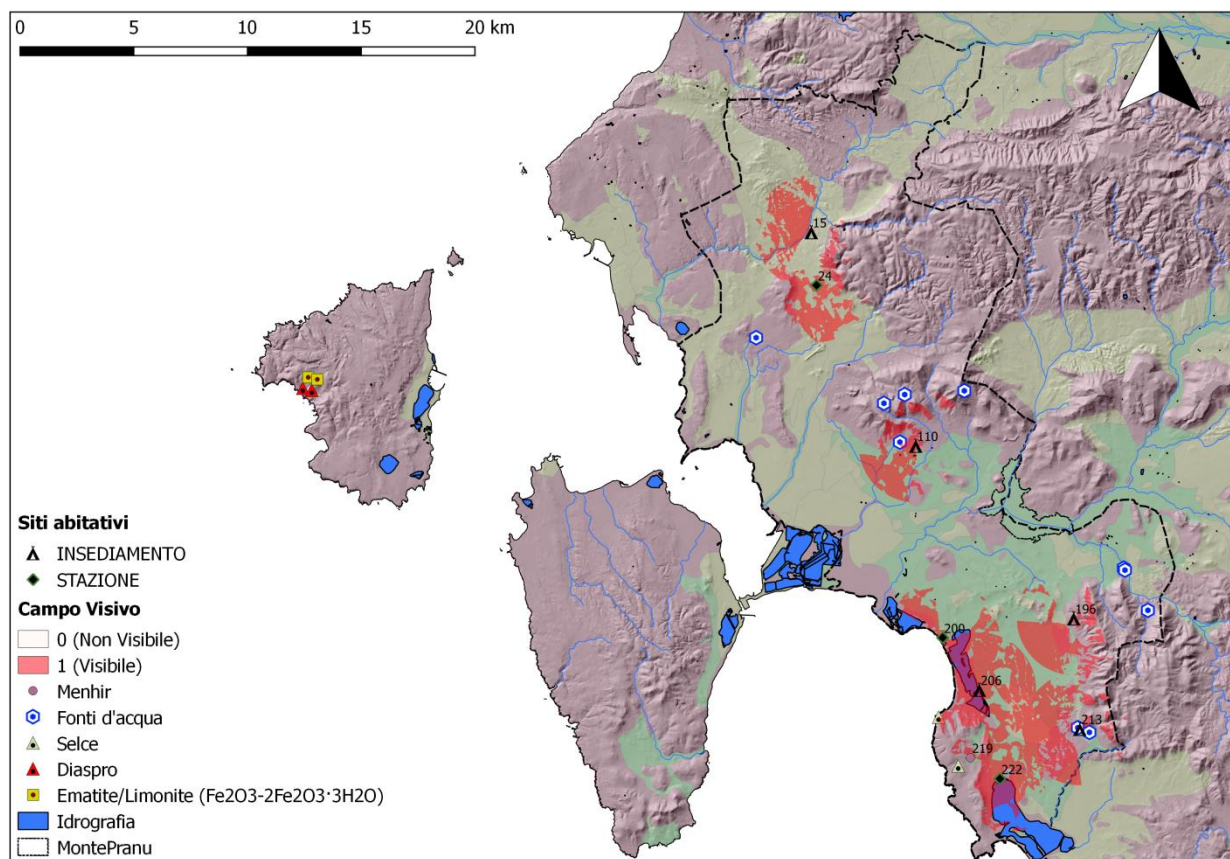 0 5 10 15 20 km
15
24
110
196
200
206
213
219
222
Siti abitativi
INSEDIAMENTO
STAZIONE
Campo Visivo
0 (Non Visibile)
1 (Visibile)
Menhir
Fonti d'acqua
Selce
Diaspro
Ematite/Limonite (Fe2O3-2Fe2O3·3H2O)
Idrografia
MontePranu